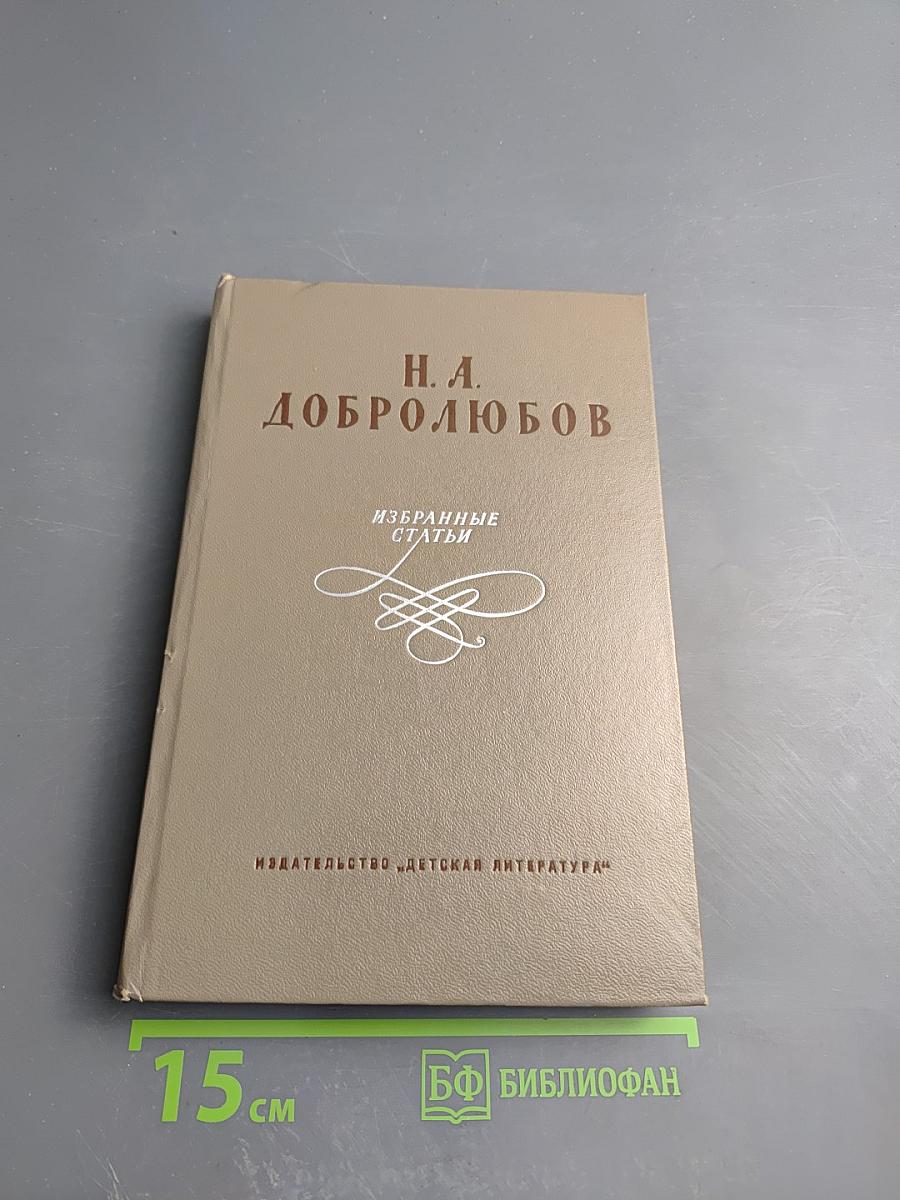 Н. А.
ДОБРОЛЮБОВ
ИЗБРАННЫЕ
СТАТЬИ
ИЗДАТЕЛЬСТВО „ДЕТСКАЯ ЛИТЕРАТУРА“
15 см
БФ БИБЛИОФАН